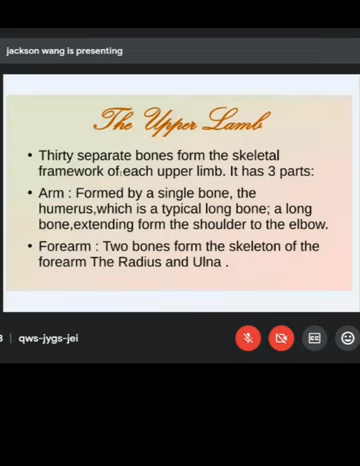 jackson wang is presenting
The Upper Lamb
• Thirty separate bones form the skeletal
framework of each upper limb. It has 3 parts:
• Arm : Formed by a single bone, the
humerus,which is a typical long bone; a long
bone,extending form the shoulder to the elbow.
• Forearm : Two bones form the skeleton of the
forearm The Radius and Ulna .
qws-jygs-jei
CC